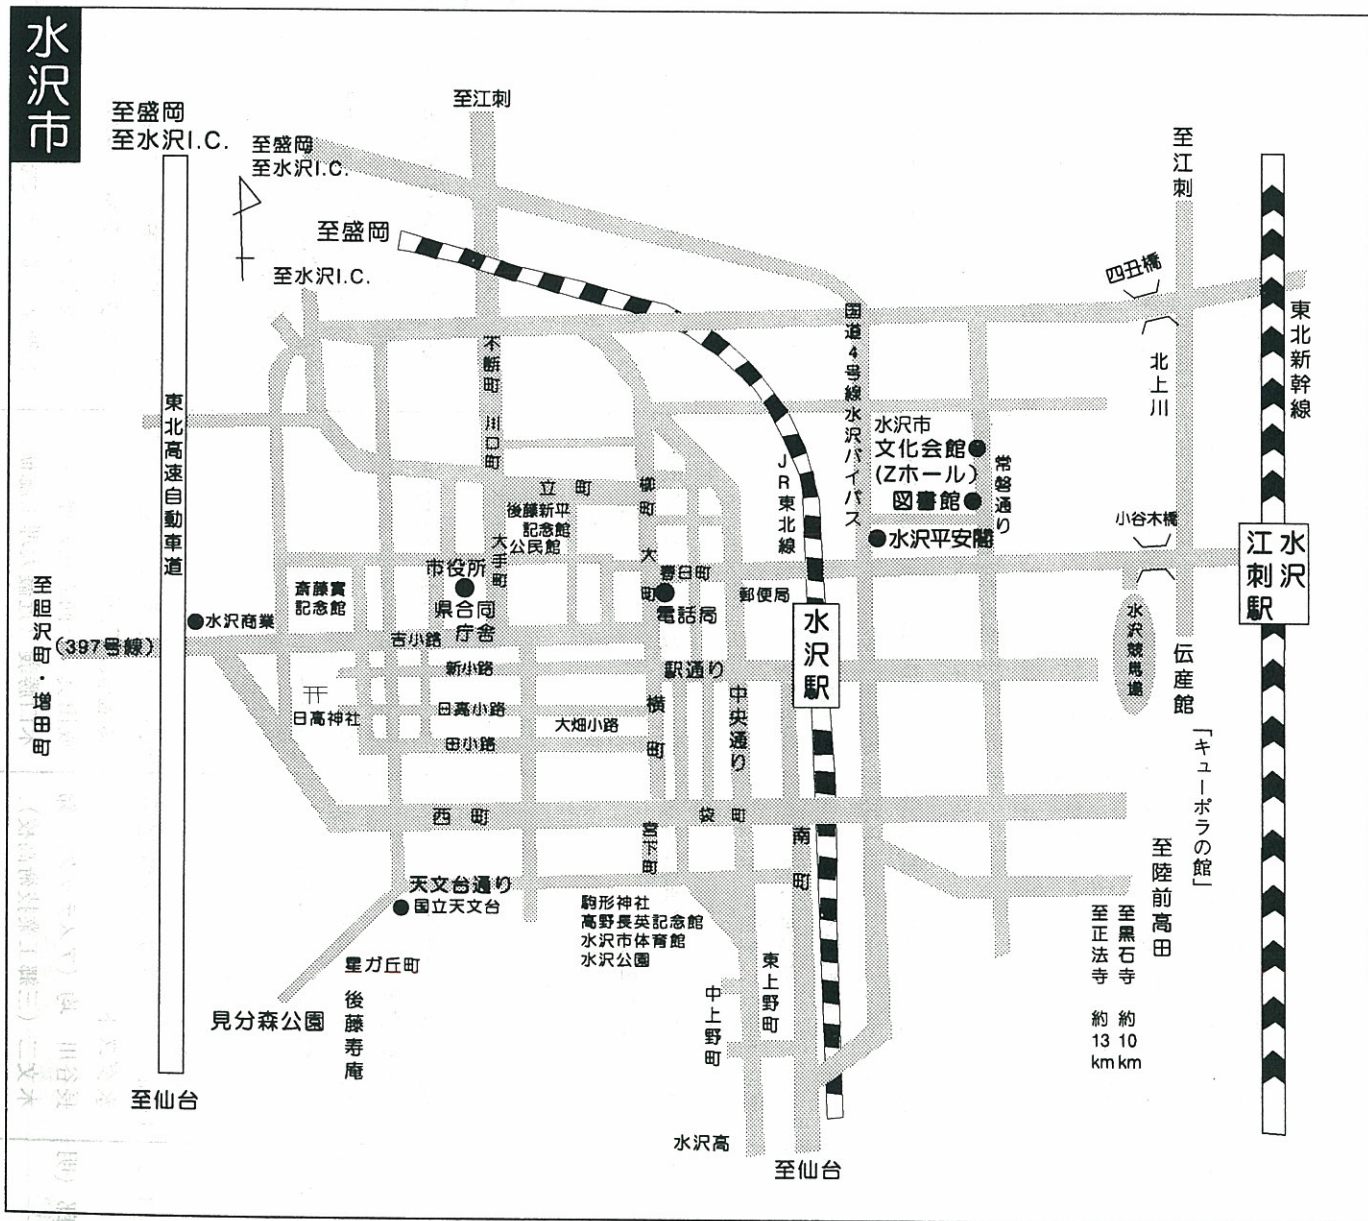 水沢市
至盛岡
至水沢I.C.
至盛岡
至水沢I.C.
至江刺
至盛岡
至水沢I.C.
至江刺
四丑橋
東北新幹線
北上川
国道4号線水沢バイパス
不断町
川口町
東北高速自動車道
水沢市
文化会館
(Zホール)
図書館
常磐通り
JR東北線
水沢平安閣
小谷木橋
水沢
江刺駅
立町
柳町
後藤新平
記念館
公民館
大手町
大町
春日町
市役所
県合同
庁舎
斎藤實
記念館
電話局
郵便局
水沢駅
水沢競馬場
水沢商業
至胆沢町・増田町
(397号線)
吉小路
新小路
駅通り
日高神社
日高小路
大畑小路
田小路
横町
中央通り
伝産館
「キューポラの館」
西町
袋町
宮下町
南町
至陸前高田
天文台通り
国立天文台
駒形神社
高野長英記念館
水沢市体育館
水沢公園
至黒石寺 約10km
至正法寺 約13km
星ガ丘町
見分森公園
後藤寿庵
東上野町
中上野町
至仙台
水沢高
至仙台